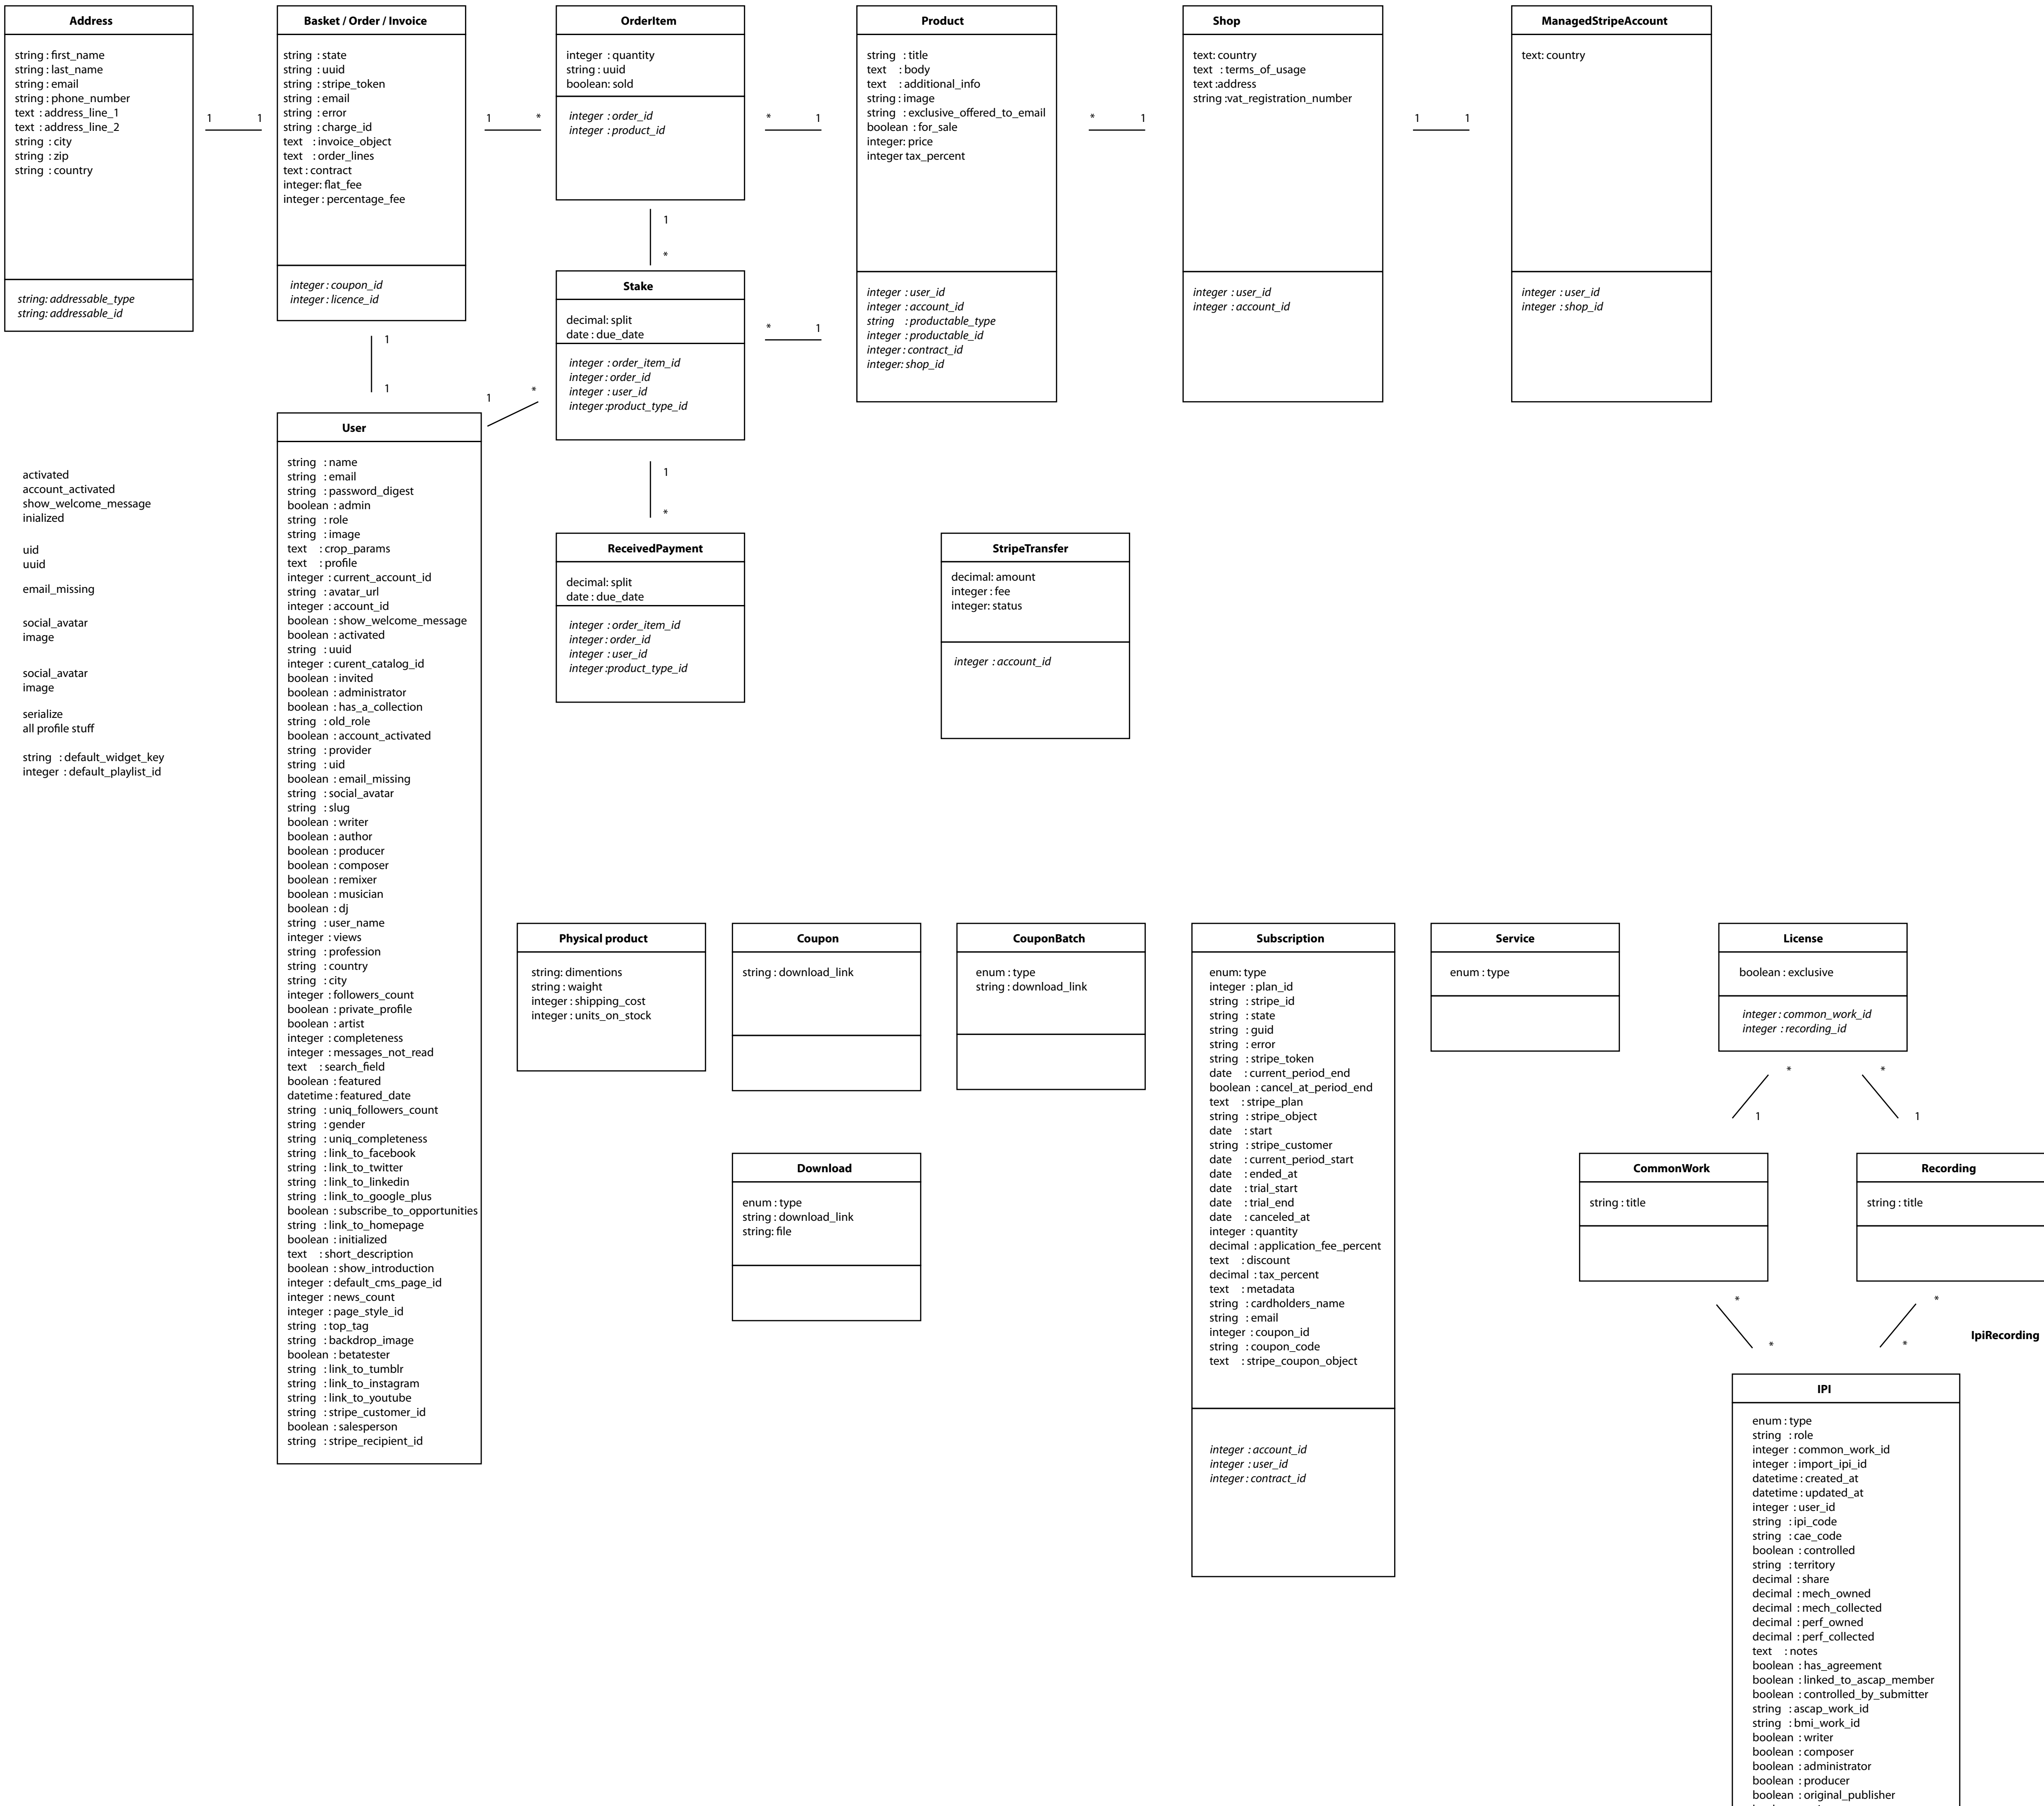 Address
string : first_name
string : last_name
string : email
string : phone_number
text : address_line_1
text : address_line_2
string : city
string : zip
string : country
string: addressable_type
string: addressable_id
1 1
Basket / Order / Invoice
string : state
string : uuid
string : stripe_token
string : email
string : error
string : charge_id
text : invoice_object
text : order_lines
text : contract
integer: flat_fee
integer : percentage_fee
integer : coupon_id
integer : licence_id
1 *
OrderItem
integer : quantity
string : uuid
boolean: sold
integer : order_id
integer : product_id
* 1
Product
string : title
text : body
text : additional_info
string : image
string : exclusive_offered_to_email
boolean : for_sale
integer: price
integer tax_percent
integer : user_id
integer : account_id
string : productable_type
integer : productable_id
integer : contract_id
integer: shop_id
* 1
Shop
text: country
text : terms_of_usage
text :address
string :vat_registration_number
integer : user_id
integer : account_id
1 1
ManagedStripeAccount
text: country
integer : user_id
integer : shop_id
1
*
Stake
decimal: split
date : due_date
integer : order_item_id
integer : order_id
integer : user_id
integer :product_type_id
* 1
1
1
1 *
User
string : name
string : email
string : password_digest
boolean : admin
string : role
string : image
text : crop_params
text : profile
integer : current_account_id
string : avatar_url
integer : account_id
boolean : show_welcome_message
boolean : activated
string : uuid
integer : curent_catalog_id
boolean : invited
boolean : administrator
boolean : has_a_collection
string : old_role
boolean : account_activated
string : provider
string : uid
boolean : email_missing
string : social_avatar
string : slug
boolean : writer
boolean : author
boolean : producer
boolean : composer
boolean : remixer
boolean : musician
boolean : dj
string : user_name
integer : views
string : profession
string : country
string : city
integer : followers_count
boolean : private_profile
boolean : artist
integer : completeness
integer : messages_not_read
text : search_field
boolean : featured
datetime : featured_date
string : uniq_followers_count
string : gender
string : uniq_completeness
string : link_to_facebook
string : link_to_twitter
string : link_to_linkedin
string : link_to_google_plus
boolean : subscribe_to_opportunities
string : link_to_homepage
boolean : initialized
text : short_description
boolean : show_introduction
integer : default_cms_page_id
integer : news_count
integer : page_style_id
string : top_tag
string : backdrop_image
boolean : betatester
string : link_to_tumblr
string : link_to_instagram
string : link_to_youtube
string : stripe_customer_id
boolean : salesperson
string : stripe_recipient_id
activated
account_activated
show_welcome_message
inialized
uid
uuid
email_missing
social_avatar
image
social_avatar
image
serialize
all profile stuff
string : default_widget_key
integer : default_playlist_id
1
*
ReceivedPayment
decimal: split
date : due_date
integer : order_item_id
integer : order_id
integer : user_id
integer :product_type_id
StripeTransfer
decimal: amount
integer : fee
integer: status
integer : account_id
Physical product
string: dimentions
string : waight
integer : shipping_cost
integer : units_on_stock
Coupon
string : download_link
CouponBatch
enum : type
string : download_link
Subscription
enum: type
integer : plan_id
string : stripe_id
string : state
string : guid
string : error
string : stripe_token
date : current_period_end
boolean : cancel_at_period_end
text : stripe_plan
string : stripe_object
date : start
string : stripe_customer
date : current_period_start
date : ended_at
date : trial_start
date : trial_end
date : canceled_at
integer : quantity
decimal : application_fee_percent
text : discount
decimal : tax_percent
text : metadata
string : cardholders_name
string : email
integer : coupon_id
string : coupon_code
text : stripe_coupon_object
integer : account_id
integer : user_id
integer : contract_id
Service
enum : type
License
boolean : exclusive
integer : common_work_id
integer : recording_id
* *
1 1
Download
enum : type
string : download_link
string: file
CommonWork
string : title
Recording
string : title
* *
* *
IpiRecording
IPI
enum : type
string : role
integer : common_work_id
integer : import_ipi_id
datetime : created_at
datetime : updated_at
integer : user_id
string : ipi_code
string : cae_code
boolean : controlled
string : territory
decimal : share
decimal : mech_owned
decimal : mech_collected
decimal : perf_owned
decimal : perf_collected
text : notes
boolean : has_agreement
boolean : linked_to_ascap_member
boolean : controlled_by_submitter
string : ascap_work_id
string : bmi_work_id
boolean : writer
boolean : composer
boolean : administrator
boolean : producer
boolean : original_publisher